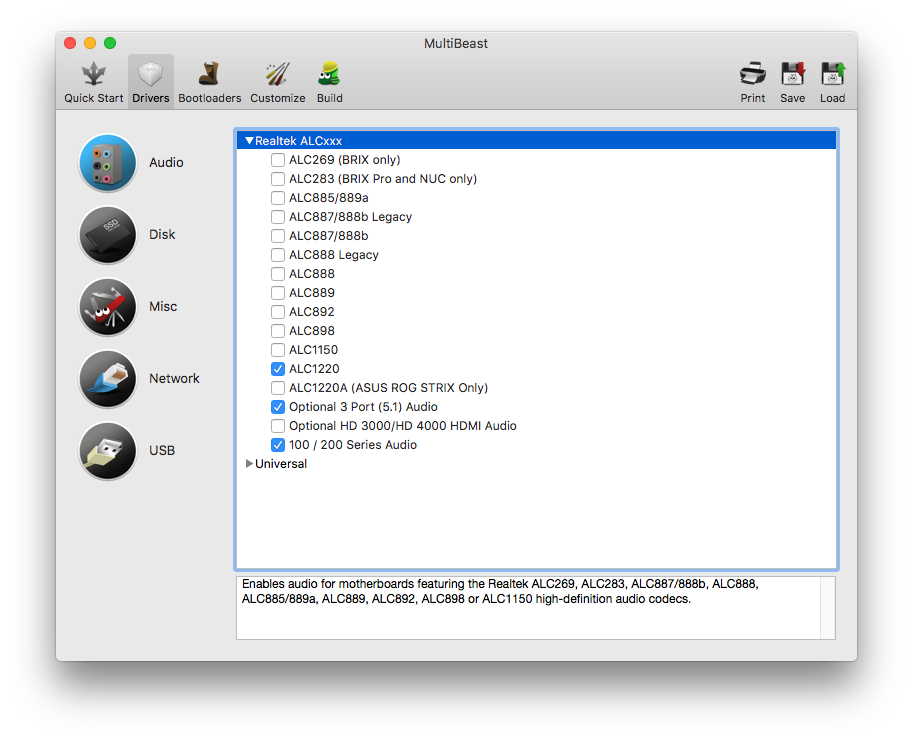 MultiBeast
Quick Start Drivers Bootloaders Customize Build Print Save Load
Audio
SSD
Disk
Misc
Network
USB
Realtek ALCxxx
ALC269 (BRIX only)
ALC283 (BRIX Pro and NUC only)
ALC885/889a
ALC887/888b Legacy
ALC887/888b
ALC888 Legacy
ALC888
ALC889
ALC892
ALC898
ALC1150
ALC1220
ALC1220A (ASUS ROG STRIX Only)
Optional 3 Port (5.1) Audio
Optional HD 3000/HD 4000 HDMI Audio
100 / 200 Series Audio
Universal
Enables audio for motherboards featuring the Realtek ALC269, ALC283, ALC887/888b, ALC888,
ALC885/889a, ALC889, ALC892, ALC898 or ALC1150 high-definition audio codecs.